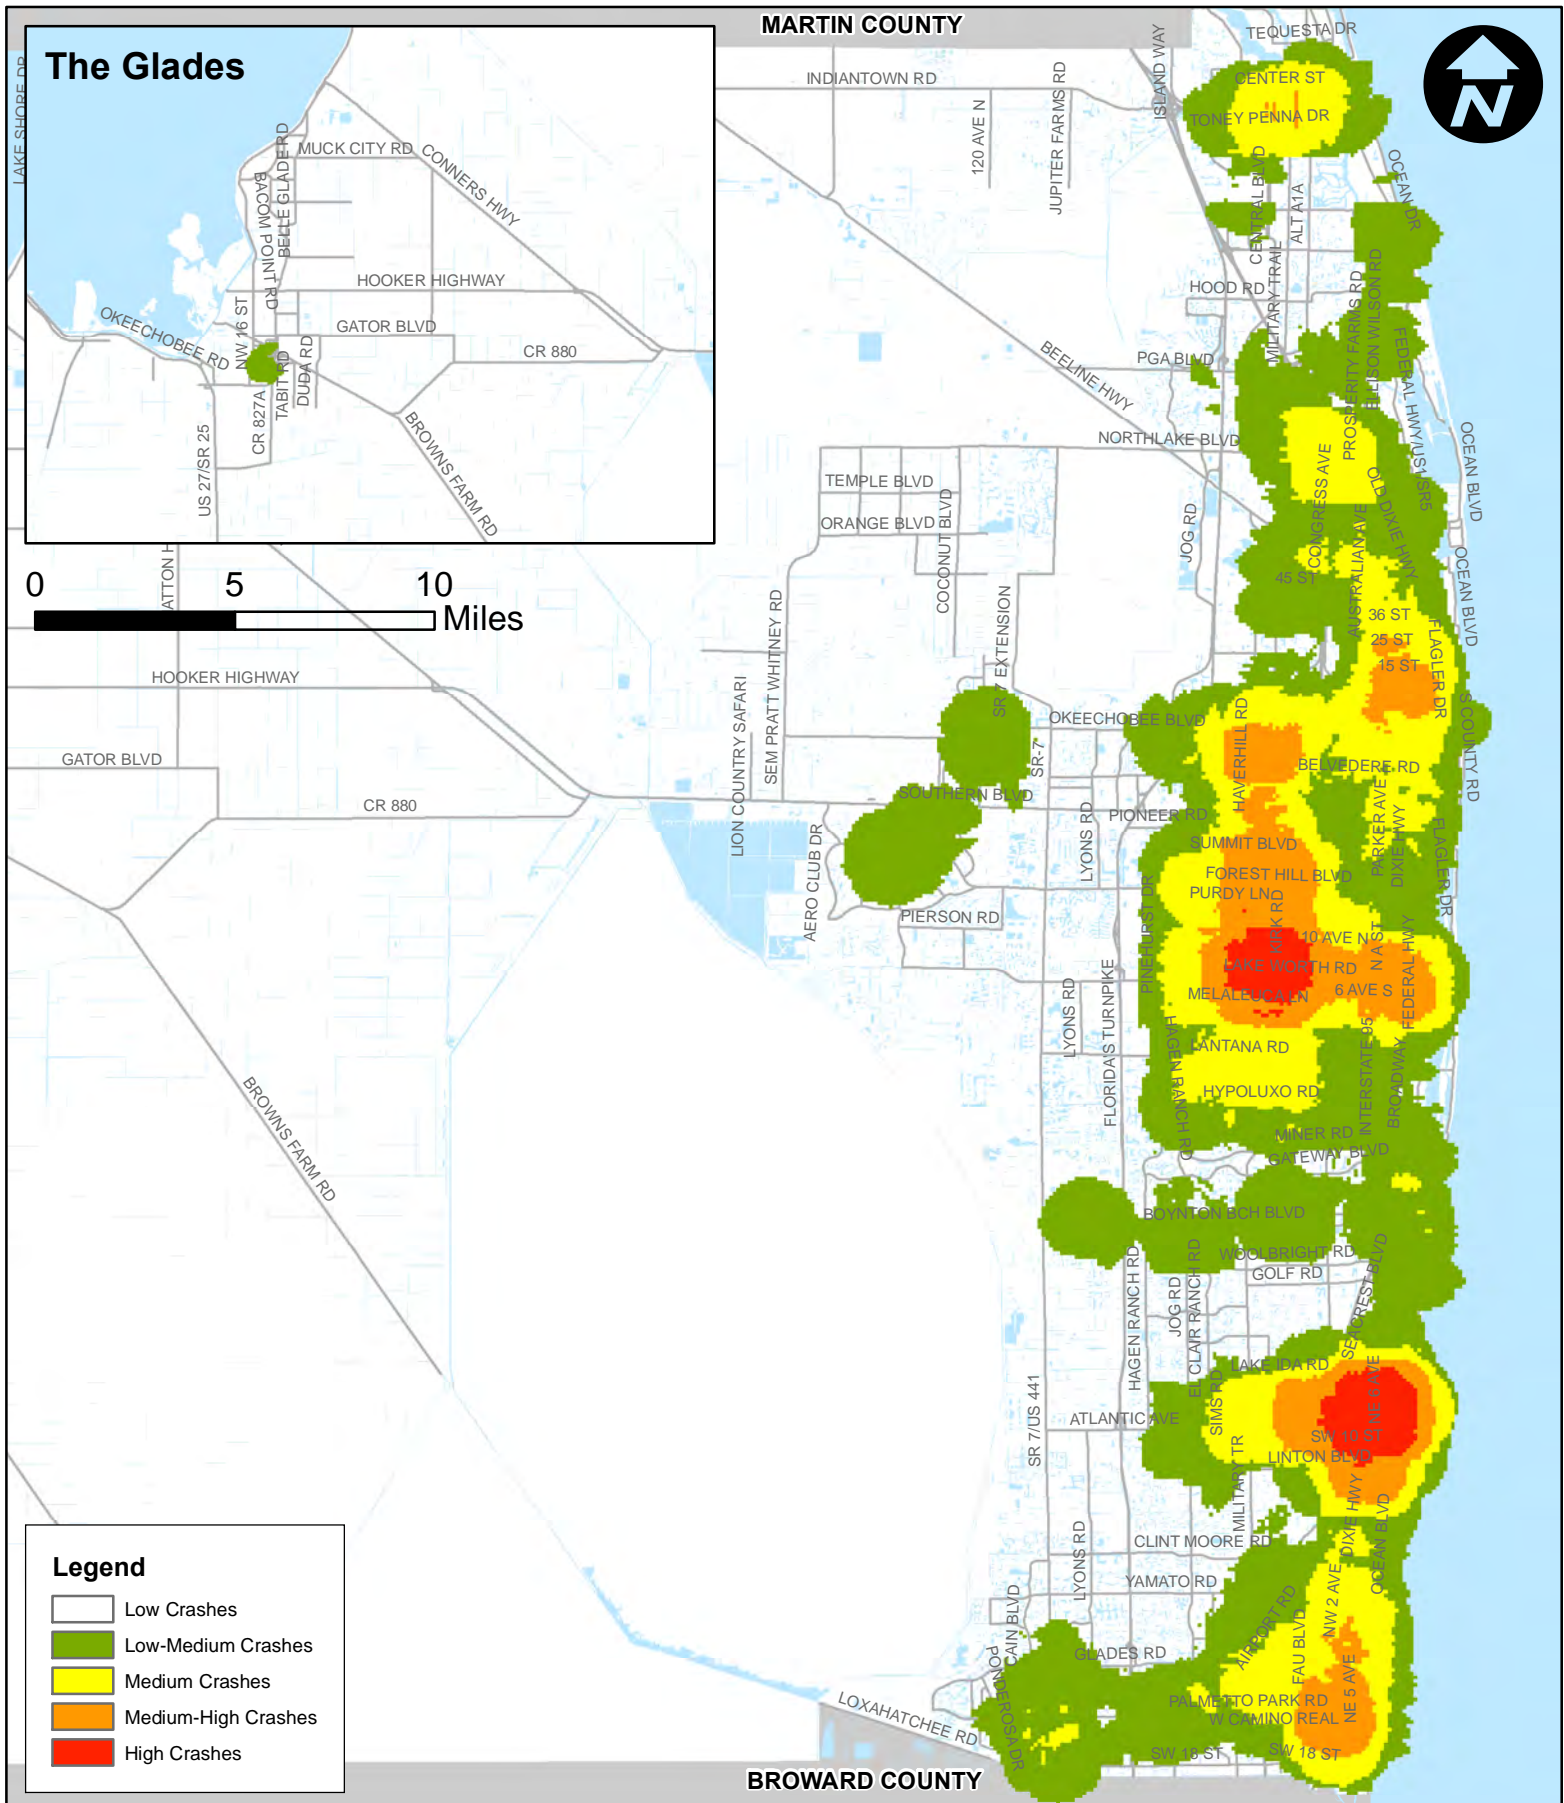 MARTIN COUNTY
The Glades
LAKE SHORE DR
MUCK CITY RD
CONNERS HWY
BACOM POINT RD
BELLE GLADE RD
HOOKER HIGHWAY
NW 16 ST
OKEECHOBEE RD
GATOR BLVD
CR 880
TABIT RD
DUDA RD
CR 827A
US 27/SR 25
BROWNS FARM RD
N
TEQUESTA DR
ISLAND WAY
INDIANTOWN RD
CENTER ST
120 AVE N
JUPITER FARMS RD
TONEY PENNA DR
OCEAN DR
CENTRAL BLVD
ALT A1A
MILITARY TRAIL
HOOD RD
PROSPERITY FARMS RD
ELLISON WILSON RD
FEDERAL HWY/US1/SR5
BEELINE HWY
PGA BLVD
NORTHLAKE BLVD
OCEAN BLVD
CONGRESS AVE
OLD DIXIE HWY
TEMPLE BLVD
ORANGE BLVD
COCONUT BLVD
JOG RD
AUSTRALIAN AVE
OCEAN BLVD
45 ST
0 5 10
Miles
ATTON H
SEM PRATT WHITNEY RD
SR 7 EXTENSION
36 ST
25 ST
15 ST
FLAGLER DR
HOOKER HIGHWAY
LION COUNTRY SAFARI
OKEECHOBEE BLVD
S COUNTY RD
HAVERHILL RD
SR-7
GATOR BLVD
BELVEDERE RD
SOUTHERN BLVD
CR 880
PIONEER RD
LYONS RD
PARKER AVE
DIXIE HWY
AERO CLUB DR
SUMMIT BLVD
FOREST HILL BLVD
FLAGLER DR
PURDY LN
PIERSON RD
PINEHURST DR
KIRK RD
10 AVE N
N A ST
FEDERAL HWY
LAKE WORTH RD
MELALEUCA LN
6 AVE S
LYONS RD
FLORIDA'S TURNPIKE
HAGEN RANCH RD
LANTANA RD
INTERSTATE 95
BROADWAY
HYPOLUXO RD
BROWNS FARM RD
MINER RD
GATEWAY BLVD
BOYNTON BCH BLVD
WOOLBRIGHT RD
GOLF RD
SEACREST BLVD
HAGEN RANCH RD
JOG RD
EL CLAIR RANCH RD
LAKE IDA RD
NE 6 AVE
SR 7/US 441
ATLANTIC AVE
SIMS RD
SW 10 ST
LINTON BLVD
MILITARY TR
DIXIE HWY
OCEAN BLVD
CLINT MOORE RD
LYONS RD
YAMATO RD
NW 2 AVE
AIRPORT RD
FAU BLVD
CAIN BLVD
GLADES RD
PONDEROSA DR
NE 5 AVE
PALMETTO PARK RD
W CAMINO REAL
LOXAHATCHEE RD
SW 18 ST
SW 18 ST
BROWARD COUNTY
Legend
Low Crashes
Low-Medium Crashes
Medium Crashes
Medium-High Crashes
High Crashes